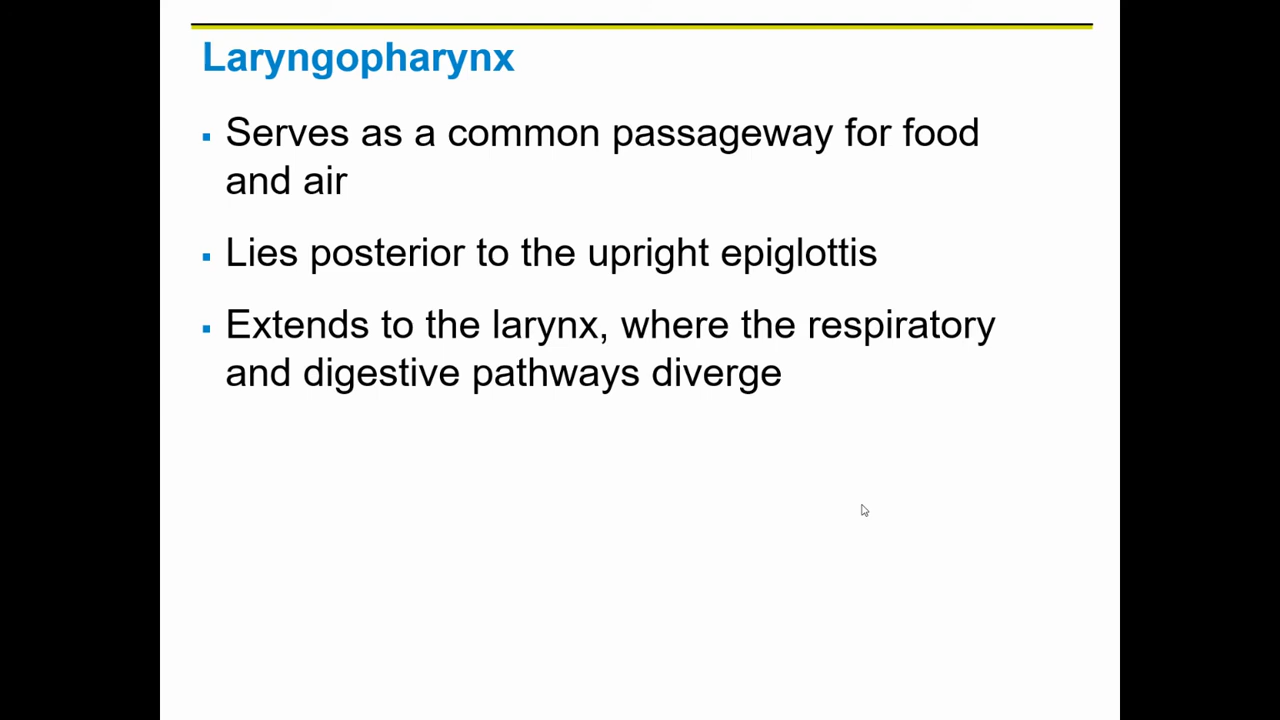 Laryngopharynx
▪ Serves as a common passageway for food
and air
▪ Lies posterior to the upright epiglottis
▪ Extends to the larynx, where the respiratory
and digestive pathways diverge